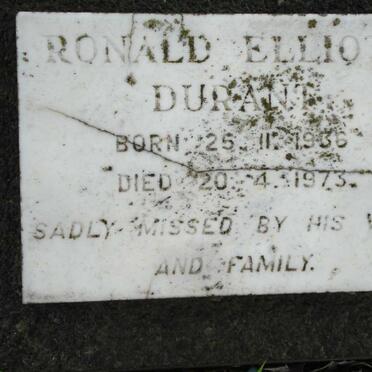 RONALD ELLIO
DURANT
BORN 25. 11. 1936
DIED 20. 4. 1973.
SADLY MISSED BY HIS
AND FAMILY.